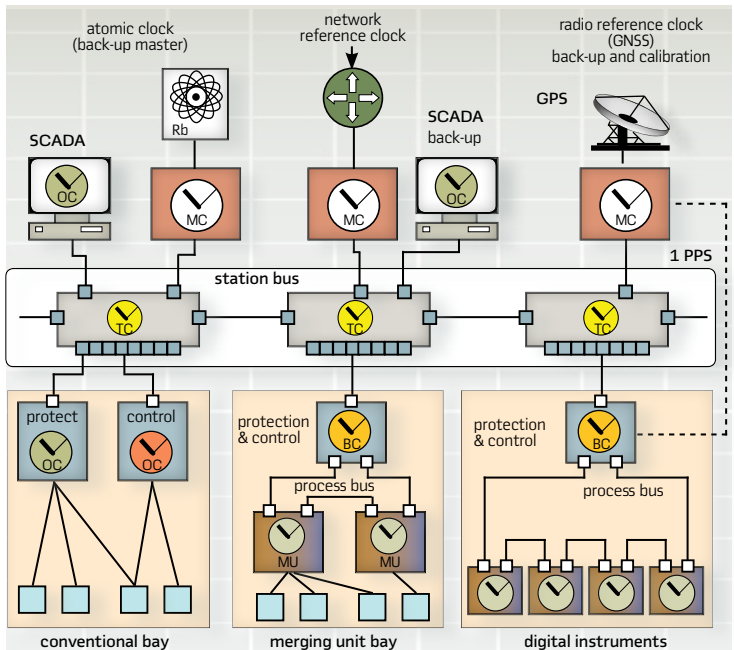 atomic clock
(back-up master)
network
reference clock
radio reference clock
(GNSS)
back-up and calibration
Rb
SCADA
SCADA
back-up
GPS
OC
MC
MC
OC
MC
1 PPS
station bus
TC
TC
TC
protect
control
OC
OC
protection
& control
BC
process bus
MU
MU
protection
& control
BC
process bus
conventional bay
merging unit bay
digital instruments